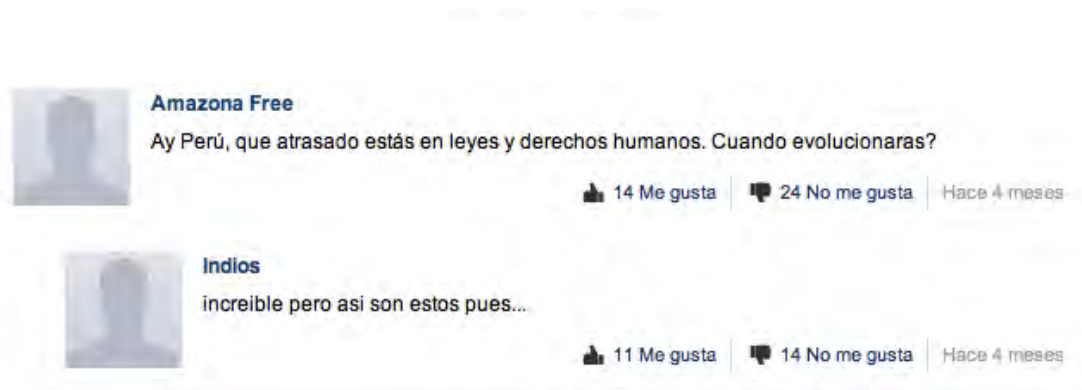 Amazona Free
Ay Perú, que atrasado estás en leyes y derechos humanos. Cuando evolucionaras?
14 Me gusta 24 No me gusta Hace 4 meses
Indios
increible pero asi son estos pues...
11 Me gusta 14 No me gusta Hace 4 meses